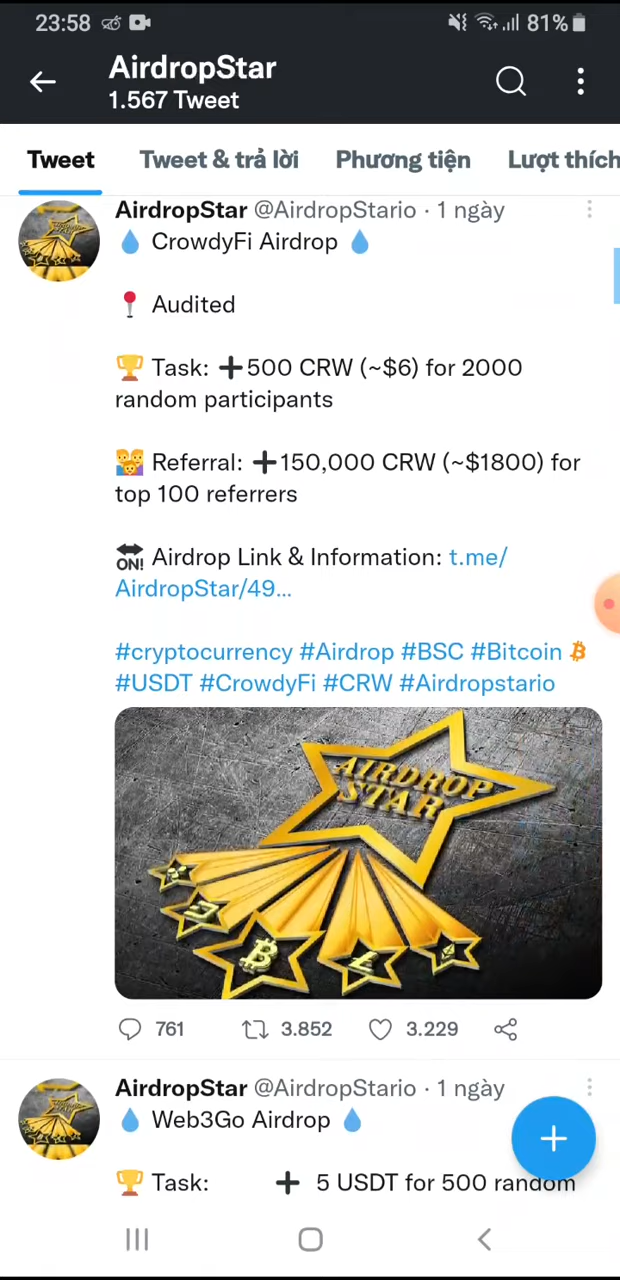 23:58
81%
AirdropStar
1.567 Tweet
Tweet
Tweet & trả lời
Phương tiện
Lượt thích
AirdropStar @AirdropStario · 1 ngày
💧 CrowdyFi Airdrop 💧
📍 Audited
🏆 Task: ➕500 CRW (~$6) for 2000
random participants
👨‍👩‍👧 Referral: ➕150,000 CRW (~$1800) for
top 100 referrers
🔛 Airdrop Link & Information: t.me/
AirdropStar/49...
#cryptocurrency #Airdrop #BSC #Bitcoin
#USDT #CrowdyFi #CRW #Airdropstario
AIRDROP
STAR
761
3.852
3.229
AirdropStar @AirdropStario · 1 ngày
💧 Web3Go Airdrop 💧
🏆 Task: ➕ 5 USDT for 500 random